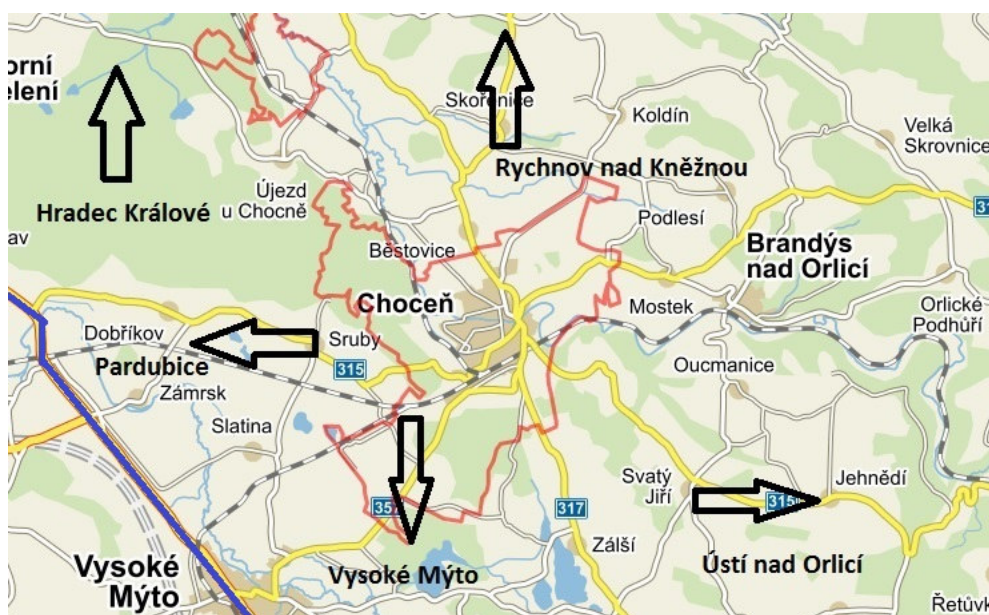 orní
elení
Skořenice
Koldín
Velká
Skrovnice
Rychnov nad Kněžnou
Újezd
u Chocně
Hradec Králové
Podlesí
av
Běstovice
Brandýs
nad Orlicí
Choceň
Mostek
Orlické
Podhůří
Dobříkov
Sruby
Pardubice
315
Oucmanice
Zámrsk
Slatina
Svatý
Jiří
Jehnědí
357
317
315
Zálší
Vysoké
Mýto
Vysoké Mýto
Ústí nad Orlicí
Řetůvk